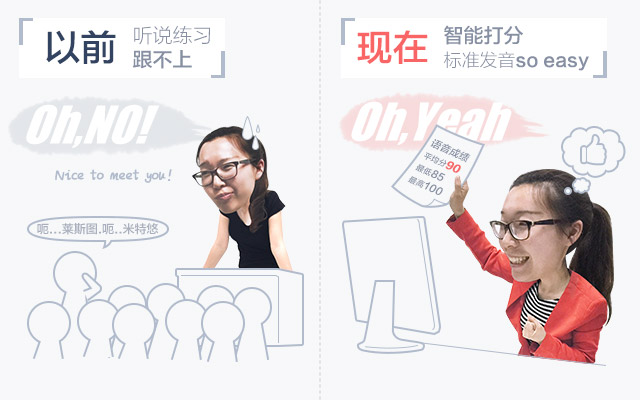 以前
听说练习
跟不上
Oh,NO!
Nice to meet you!
呃...莱斯图.呃..米特悠
现在
智能打分
标准发音so easy
Oh,Yeah
语音成绩
平均分90
最低85
最高100